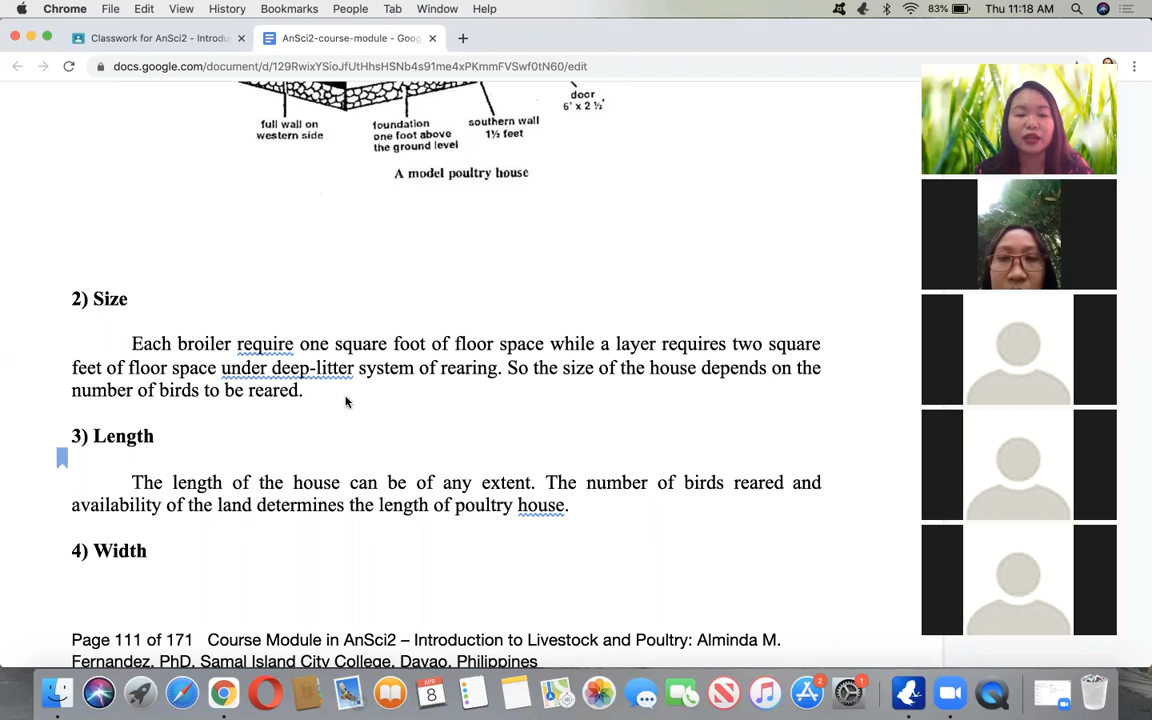 Chrome File Edit View History Bookmarks People Tab Window Help 83% Thu 11:18 AM
Classwork for AnSci2 - Introdu × AnSci2-course-module - Goog × +
docs.google.com/document/d/129RwixYSioJfUtHhsHSNb4s91me4xPKmmFVSwf0tN60/edit
door
6' x 2 ½'
full wall on
western side
foundation
one foot above
the ground level
southern wall
1½ feet
A model poultry house
2) Size
Each broiler require one square foot of floor space while a layer requires two square
feet of floor space under deep-litter system of rearing. So the size of the house depends on the
number of birds to be reared.
3) Length
The length of the house can be of any extent. The number of birds reared and
availability of the land determines the length of poultry house.
4) Width
Page 111 of 171 Course Module in AnSci2 – Introduction to Livestock and Poultry: Alminda M.
Fernandez, PhD, Samal Island City College, Davao, Philippines
APR
8
2
1